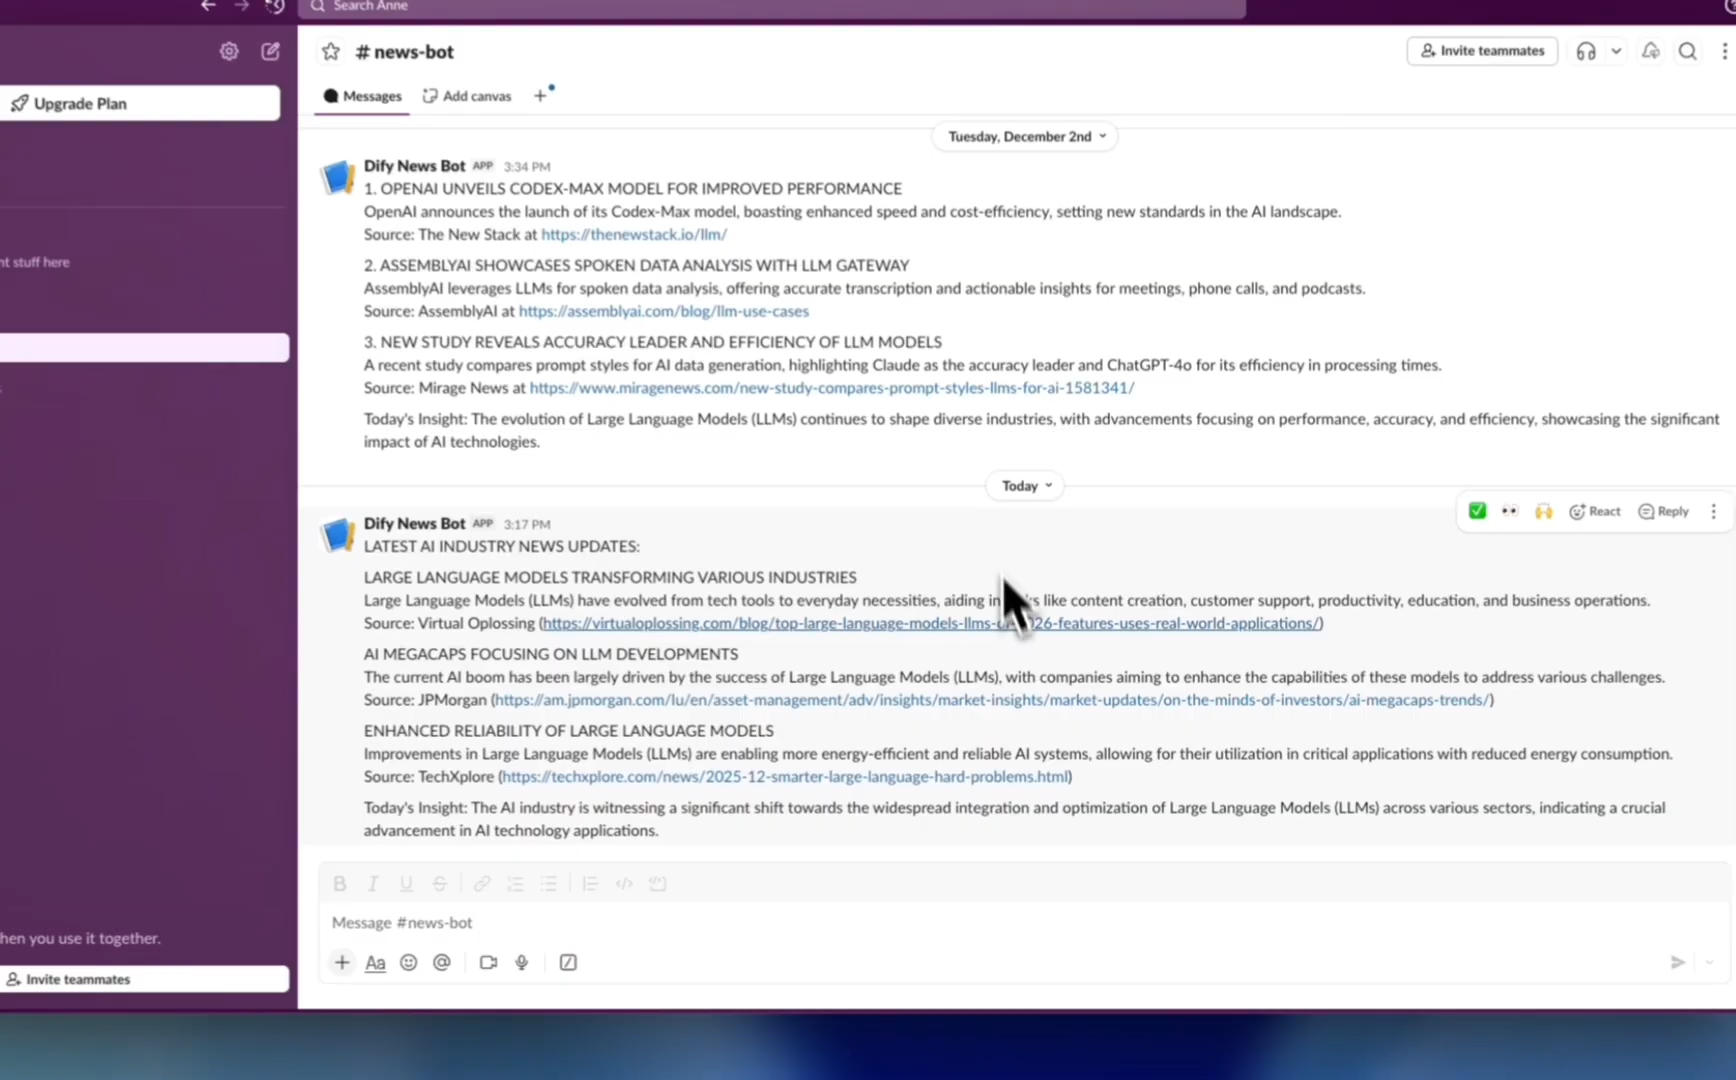 Search Anne
# news-bot
Invite teammates
Upgrade Plan
Messages
Add canvas
Tuesday, December 2nd
Dify News Bot APP 3:34 PM
1. OPENAI UNVEILS CODEX-MAX MODEL FOR IMPROVED PERFORMANCE
OpenAI announces the launch of its Codex-Max model, boasting enhanced speed and cost-efficiency, setting new standards in the AI landscape.
Source: The New Stack at https://thenewstack.io/llm/
nt stuff here
2. ASSEMBLYAI SHOWCASES SPOKEN DATA ANALYSIS WITH LLM GATEWAY
AssemblyAI leverages LLMs for spoken data analysis, offering accurate transcription and actionable insights for meetings, phone calls, and podcasts.
Source: AssemblyAI at https://assemblyai.com/blog/llm-use-cases
3. NEW STUDY REVEALS ACCURACY LEADER AND EFFICIENCY OF LLM MODELS
A recent study compares prompt styles for AI data generation, highlighting Claude as the accuracy leader and ChatGPT-4o for its efficiency in processing times.
Source: Mirage News at https://www.miragenews.com/new-study-compares-prompt-styles-llms-for-ai-1581341/
Today's Insight: The evolution of Large Language Models (LLMs) continues to shape diverse industries, with advancements focusing on performance, accuracy, and efficiency, showcasing the significant
impact of AI technologies.
Today
React
Reply
Dify News Bot APP 3:17 PM
LATEST AI INDUSTRY NEWS UPDATES:
LARGE LANGUAGE MODELS TRANSFORMING VARIOUS INDUSTRIES
Large Language Models (LLMs) have evolved from tech tools to everyday necessities, aiding in like content creation, customer support, productivity, education, and business operations.
Source: Virtual Oplossing (https://virtualoplossing.com/blog/top-large-language-models-llms-26-features-uses-real-world-applications/)
AI MEGACAPS FOCUSING ON LLM DEVELOPMENTS
The current AI boom has been largely driven by the success of Large Language Models (LLMs), with companies aiming to enhance the capabilities of these models to address various challenges.
Source: JPMorgan (https://am.jpmorgan.com/lu/en/asset-management/adv/insights/market-insights/market-updates/on-the-minds-of-investors/ai-megacaps-trends/)
ENHANCED RELIABILITY OF LARGE LANGUAGE MODELS
Improvements in Large Language Models (LLMs) are enabling more energy-efficient and reliable AI systems, allowing for their utilization in critical applications with reduced energy consumption.
Source: TechXplore (https://techxplore.com/news/2025-12-smarter-large-language-hard-problems.html)
Today's Insight: The AI industry is witnessing a significant shift towards the widespread integration and optimization of Large Language Models (LLMs) across various sectors, indicating a crucial
advancement in AI technology applications.
Message #news-bot
hen you use it together.
Invite teammates